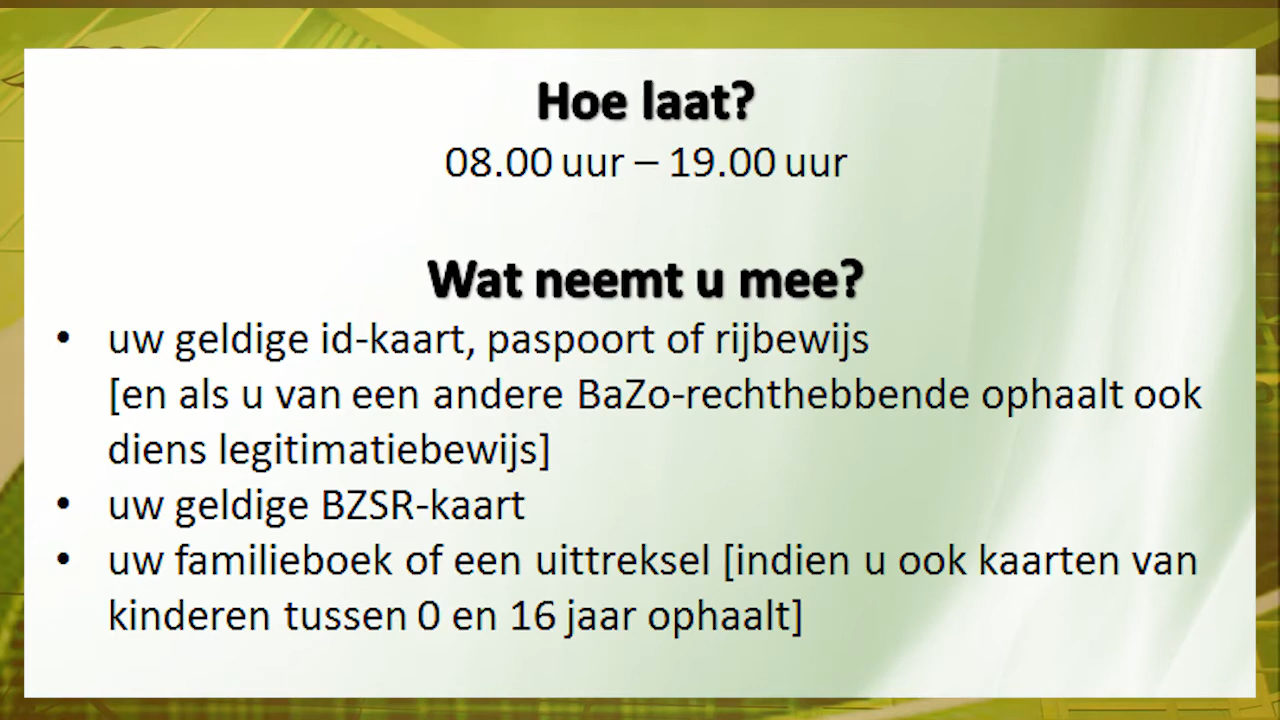 Hoe laat?
08.00 uur – 19.00 uur
Wat neemt u mee?
• uw geldige id-kaart, paspoort of rijbewijs
[en als u van een andere BaZo-rechthebbende ophaalt ook
diens legitimatiebewijs]
• uw geldige BZSR-kaart
• uw familieboek of een uittreksel [indien u ook kaarten van
kinderen tussen 0 en 16 jaar ophaalt]